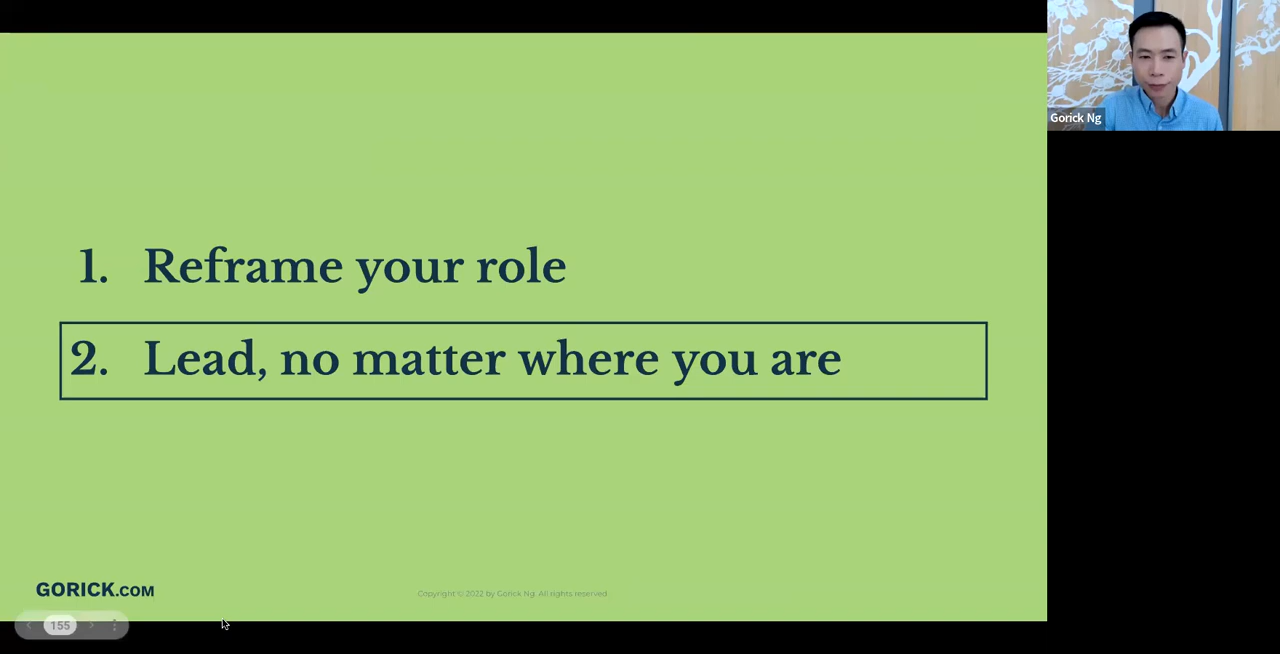 Gorick Ng
1. Reframe your role
2. Lead, no matter where you are
GORICK.COM
Copyright © 2022 by Gorick Ng. All rights reserved.
155